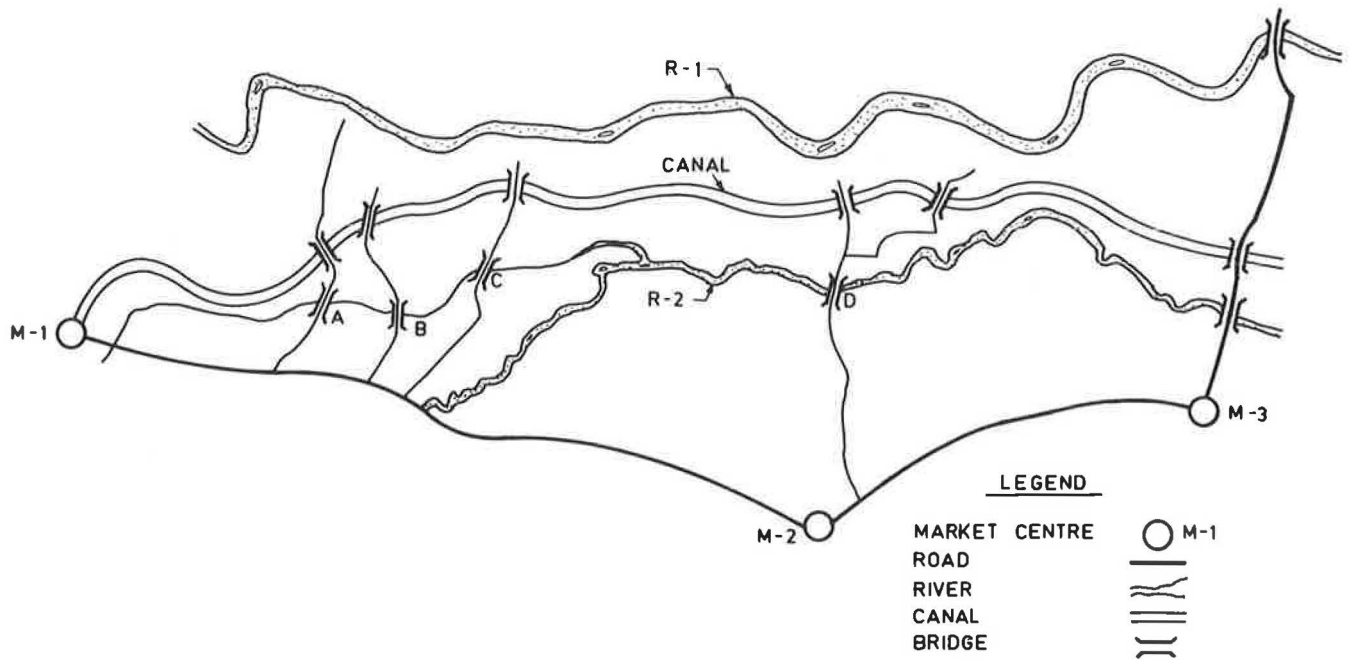 R-1
CANAL
A
B
C
R-2
D
M-1
M-2
M-3
LEGEND
MARKET CENTRE M-1
ROAD
RIVER
CANAL
BRIDGE